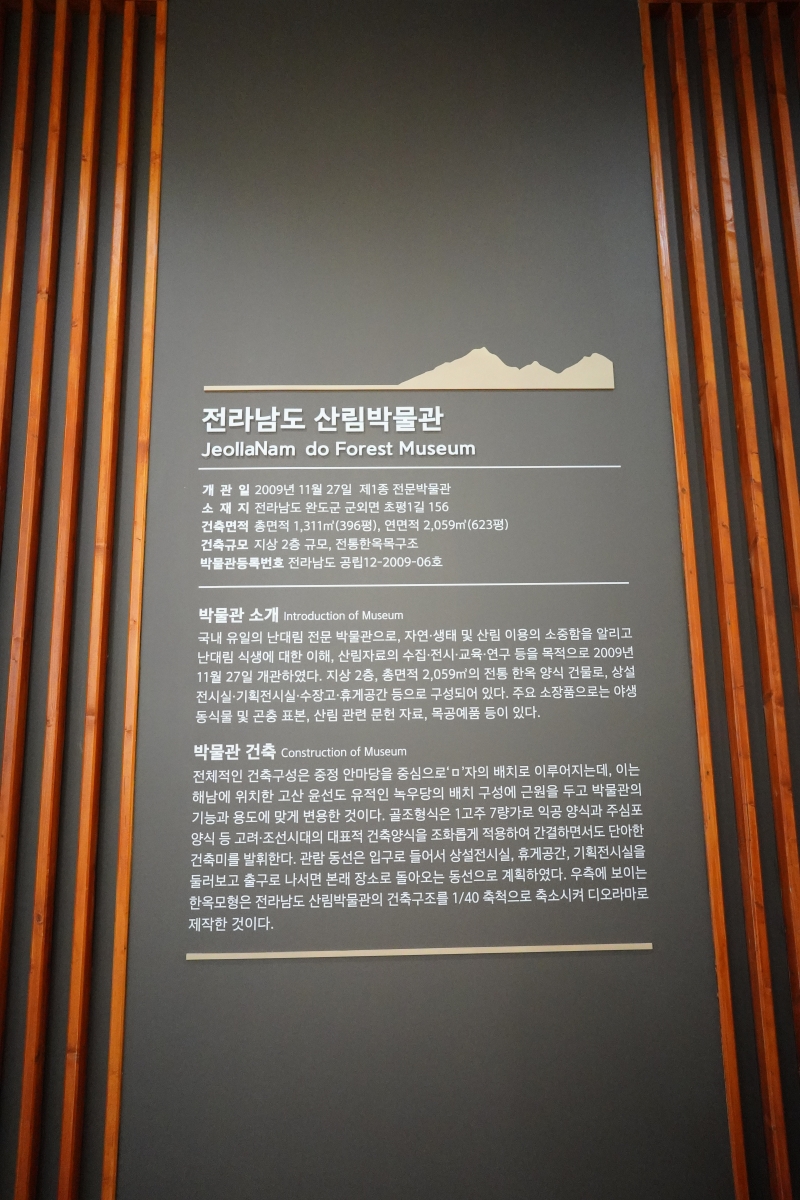 전라남도 산림박물관
JeollaNam do Forest Museum
개 관 일 2009년 11월 27일 제1종 전문박물관
소 재 지 전라남도 완도군 군외면 초평1길 156
건축면적 총면적 1,311㎡(396평), 연면적 2,059㎡(623평)
건축규모 지상 2층 규모, 전통한옥목구조
박물관등록번호 전라남도 공립12-2009-06호
박물관 소개 Introduction of Museum
국내 유일의 난대림 전문 박물관으로, 자연·생태 및 산림 이용의 소중함을 알리고
난대림 식생에 대한 이해, 산림자료의 수집·전시·교육·연구 등을 목적으로 2009년
11월 27일 개관하였다. 지상 2층, 총면적 2,059㎡의 전통 한옥 양식 건물로, 상설
전시실·기획전시실·수장고·휴게공간 등으로 구성되어 있다. 주요 소장품으로는 야생
동식물 및 곤충 표본, 산림 관련 문헌 자료, 목공예품 등이 있다.
박물관 건축 Construction of Museum
전체적인 건축구성은 중정 안마당을 중심으로'ㅁ'자의 배치로 이루어지는데, 이는
해남에 위치한 고산 윤선도 유적인 녹우당의 배치 구성에 근원을 두고 박물관의
기능과 용도에 맞게 변용한 것이다. 골조형식은 1고주 7량가로 익공 양식과 주심포
양식 등 고려·조선시대의 대표적 건축양식을 조화롭게 적용하여 간결하면서도 단아한
건축미를 발휘한다. 관람 동선은 입구로 들어서 상설전시실, 휴게공간, 기획전시실을
둘러보고 출구로 나서면 본래 장소로 돌아오는 동선으로 계획하였다. 우측에 보이는
한옥모형은 전라남도 산림박물관의 건축구조를 1/40 축척으로 축소시켜 디오라마로
제작한 것이다.